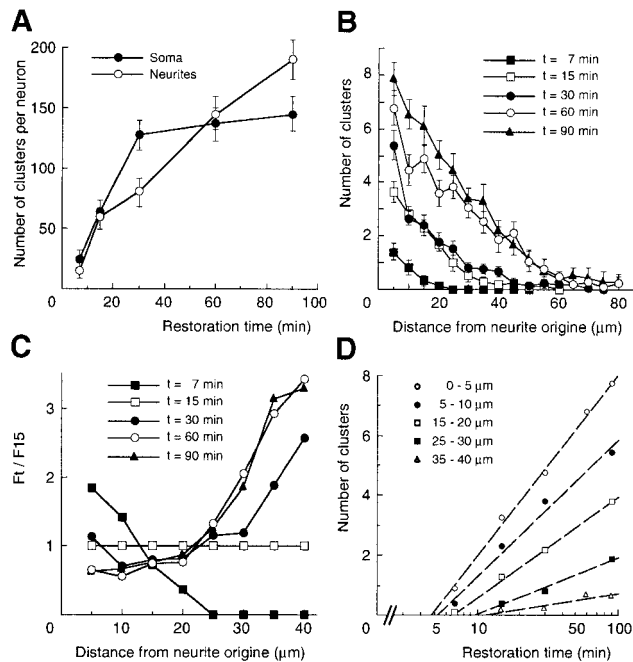 A
Number of clusters per neuron
200
150
100
50
Soma
Neurites
0
20
40
60
80
100
Restoration time (min)
B
Number of clusters
8
6
4
2
0
t = 7 min
t = 15 min
t = 30 min
t = 60 min
t = 90 min
0
20
40
60
80
Distance from neurite origine (µm)
C
Ft / F15
3
2
1
0
t = 7 min
t = 15 min
t = 30 min
t = 60 min
t = 90 min
0
10
20
30
40
Distance from neurite origine (µm)
D
Number of clusters
8
6
4
2
0
0 - 5 µm
5 - 10 µm
15 - 20 µm
25 - 30 µm
35 - 40 µm
0
5
10
50
100
Restoration time (min)